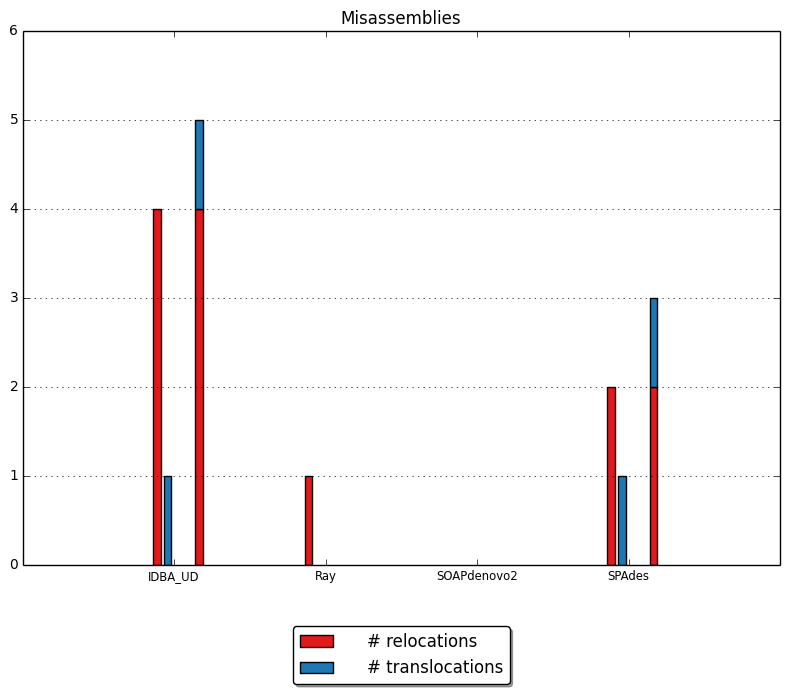 Misassemblies
6
5
4
3
2
1
0
IDBA_UD Ray SOAPdenovo2 SPAdes
# relocations
# translocations